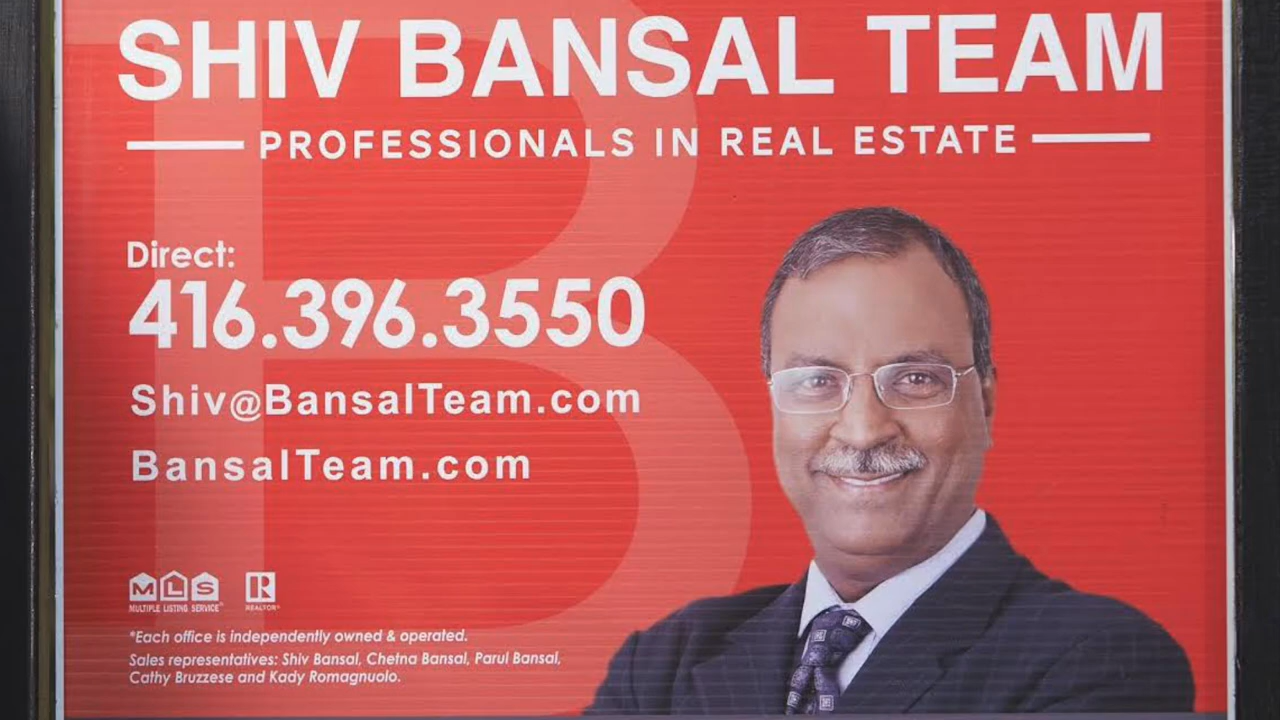 SHIV BANSAL TEAM
PROFESSIONALS IN REAL ESTATE
Direct:
416.396.3550
Shiv@BansalTeam.com
BansalTeam.com
MLS R
MULTIPLE LISTING SERVICE® REALTOR®
*Each office is independently owned & operated.
Sales representatives: Shiv Bansal, Chetna Bansal, Parul Bansal,
Cathy Bruzzese and Kady Romagnuolo.